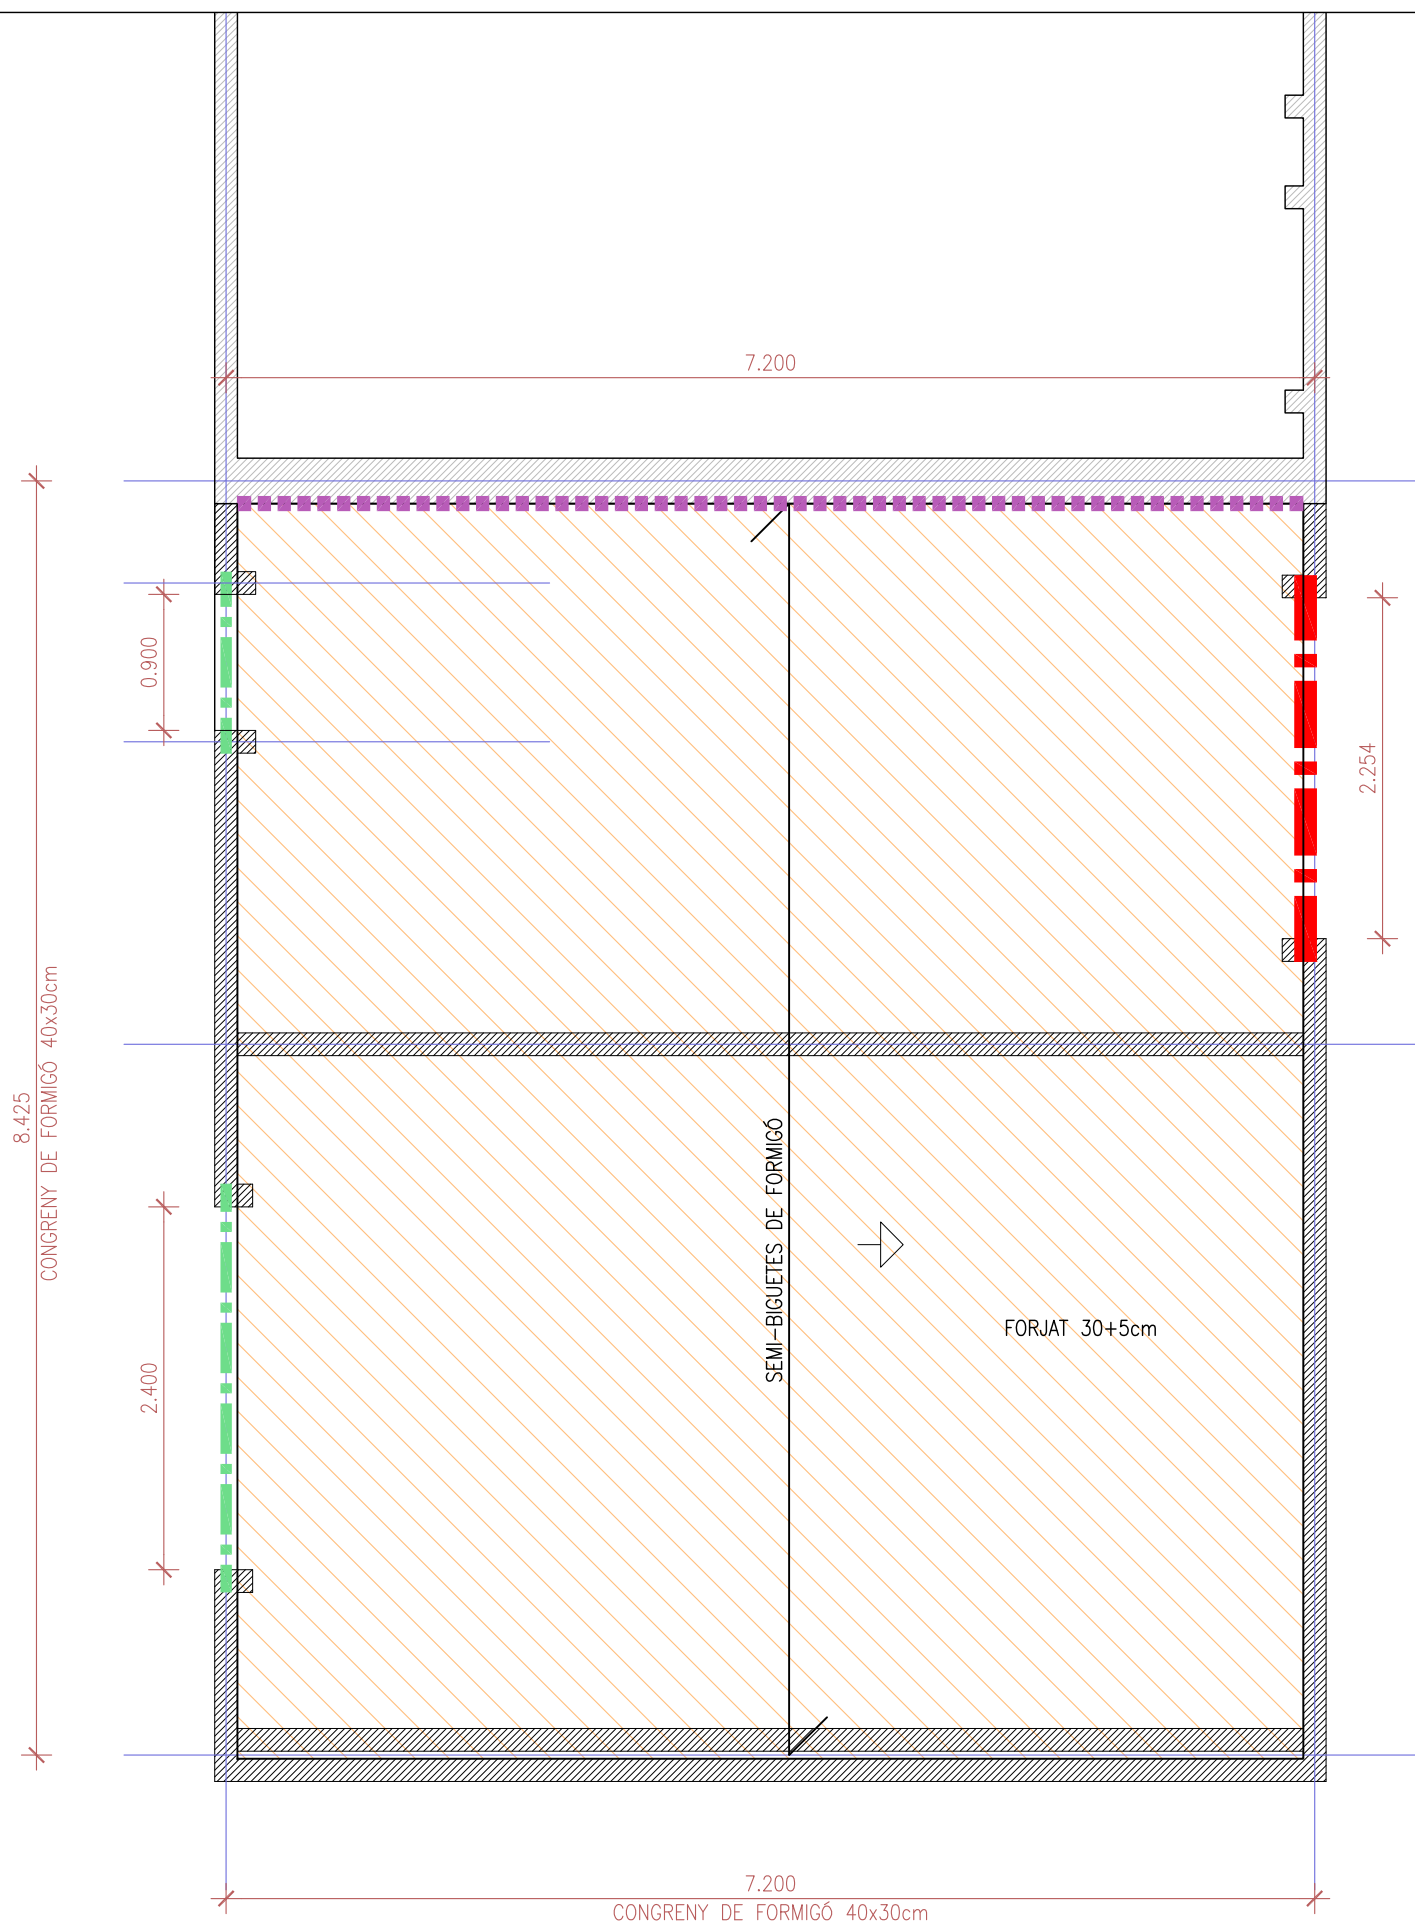 7.200
0.900
2.254
8.425
CONGRENY DE FORMIGÓ 40x30cm
SEMI-BIGUETES DE FORMIGÓ
FORJAT 30+5cm
2.400
7.200
CONGRENY DE FORMIGÓ 40x30cm